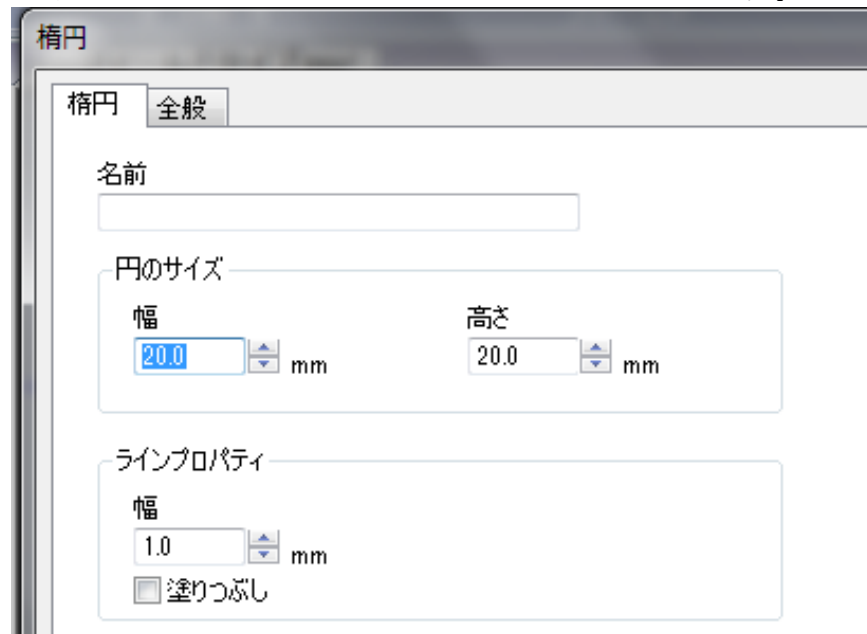 楕円
楕円 全般
名前
円のサイズ
幅 高さ
20.0 mm 20.0 mm
ラインプロパティ
幅
1.0 mm
塗りつぶし